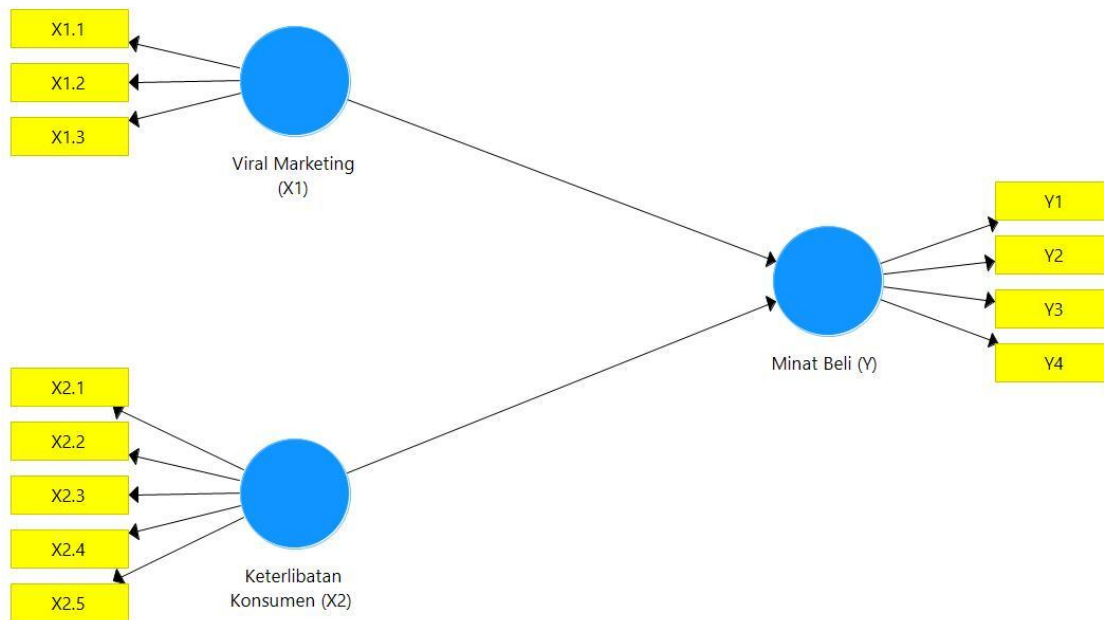 X1.1
X1.2
X1.3
Viral Marketing
(X1)
Y1
Y2
Y3
Y4
Minat Beli (Y)
X2.1
X2.2
X2.3
X2.4
X2.5
Keterlibatan
Konsumen (X2)